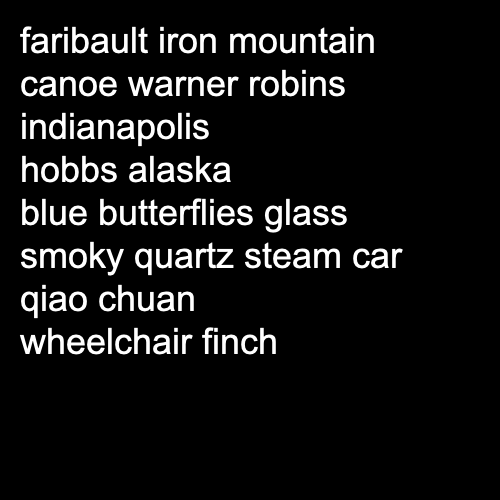 faribault iron mountain
canoe warner robins
indianapolis
hobbs alaska
blue butterflies glass
smoky quartz steam car
qiao chuan
wheelchair finch